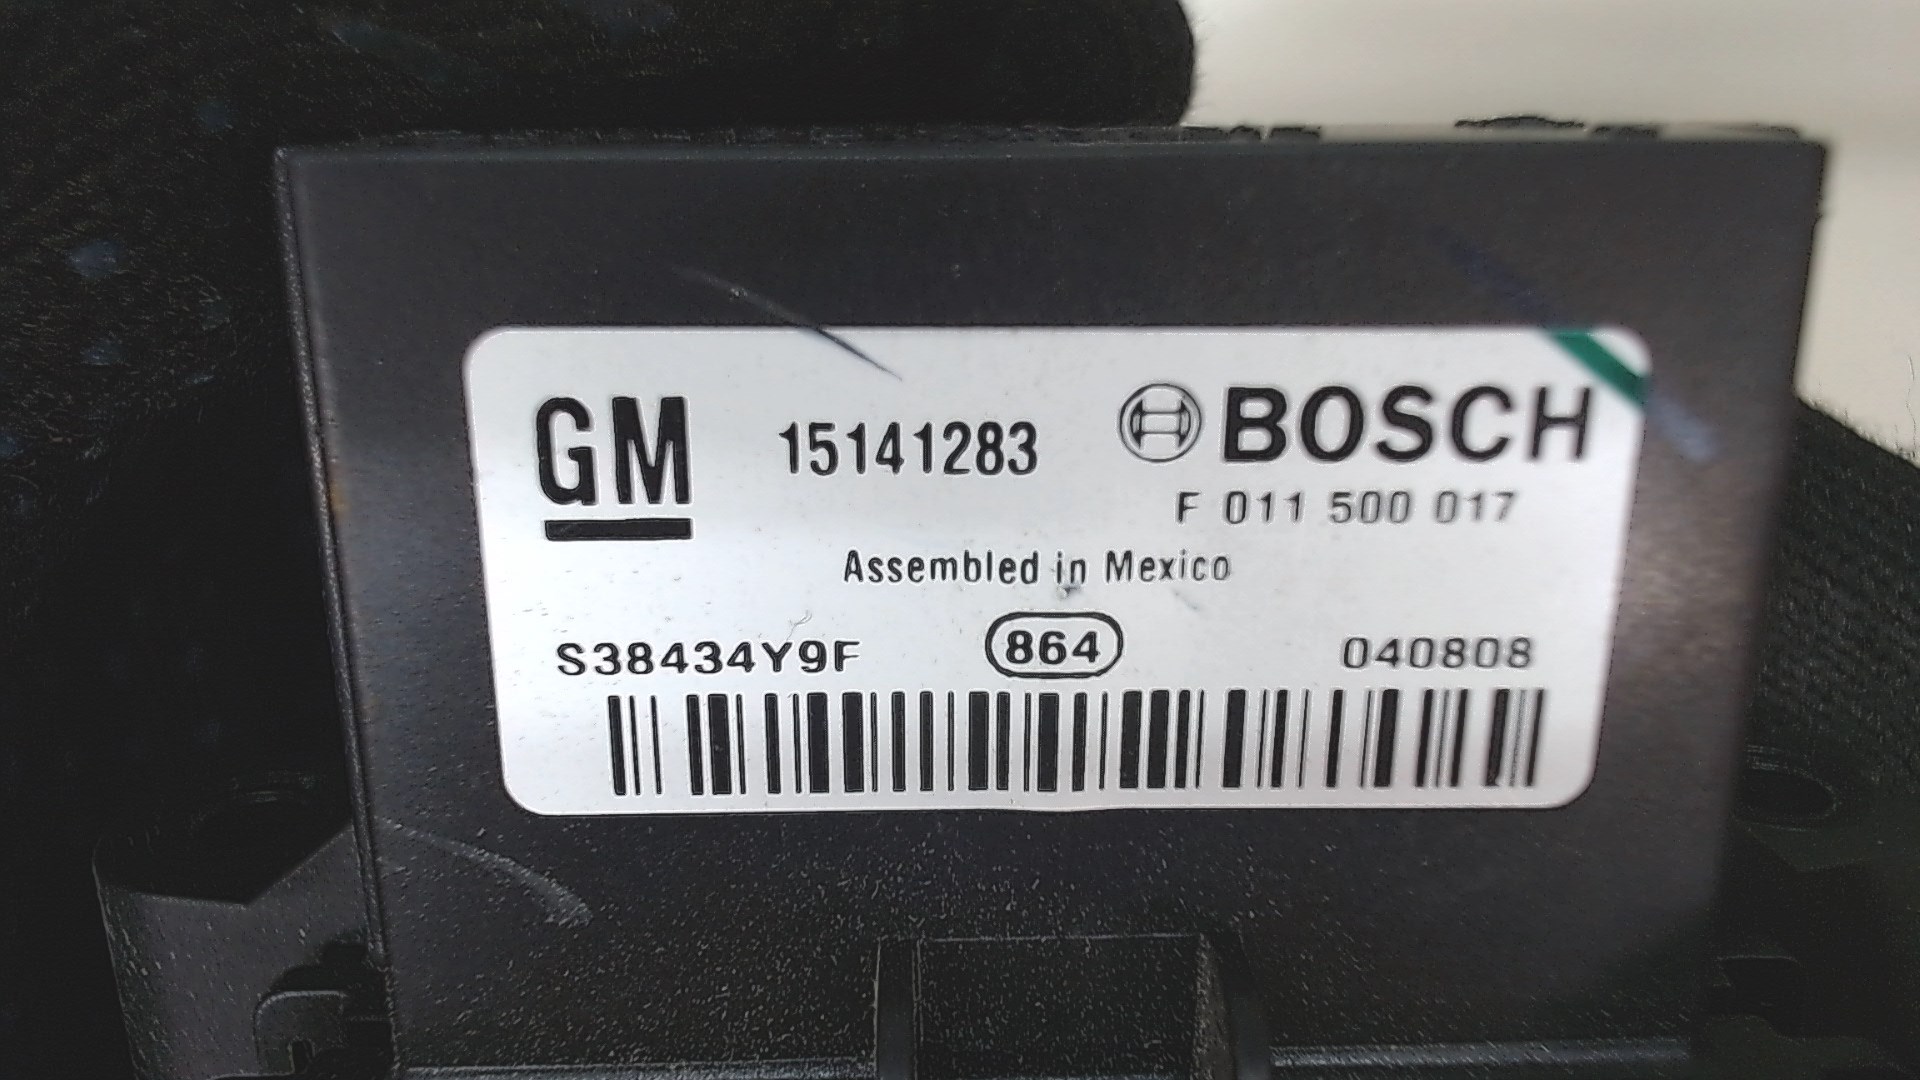 GM 15141283 BOSCH
F 011 500 017
Assembled in Mexico
S38434Y9F 864 040808